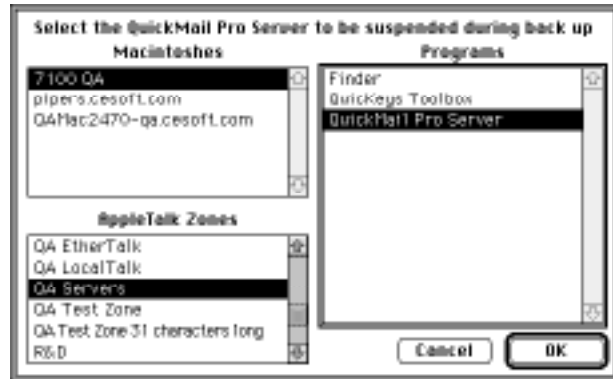 Select the QuickMail Pro Server to be suspended during back up
Macintoshes
7100 QA
pipers.cesoft.com
QAMac2470-qa.cesoft.com
AppleTalk Zones
QA EtherTalk
QA LocalTalk
QA Servers
QA Test Zone
QA Test Zone 31 characters long
R&D
Programs
Finder
QuicKeys Toolbox
QuickMail Pro Server
Cancel
OK